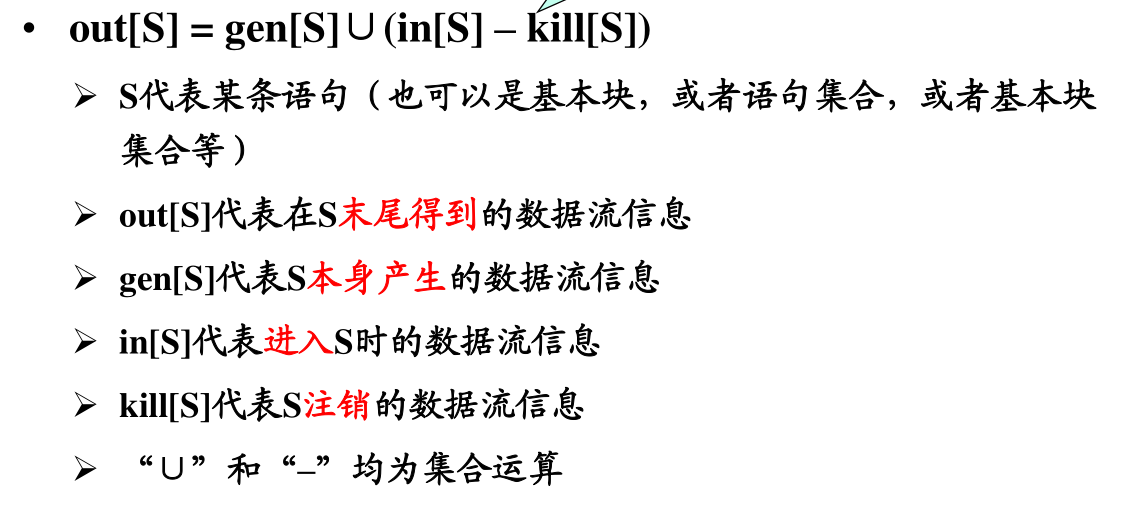 • out[S] = gen[S]∪(in[S] – kill[S])
➢ S代表某条语句（也可以是基本块，或者语句集合，或者基本块
集合等）
➢ out[S]代表在S末尾得到的数据流信息
➢ gen[S]代表S本身产生的数据流信息
➢ in[S]代表进入S时的数据流信息
➢ kill[S]代表S注销的数据流信息
➢ “∪”和“–”均为集合运算